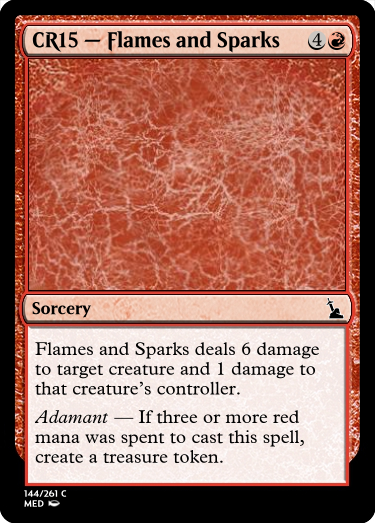 CR15 — Flames and Sparks 4
Sorcery
Flames and Sparks deals 6 damage
to target creature and 1 damage to
that creature's controller.
Adamant — If three or more red
mana was spent to cast this spell,
create a treasure token.
144/261 C
MED